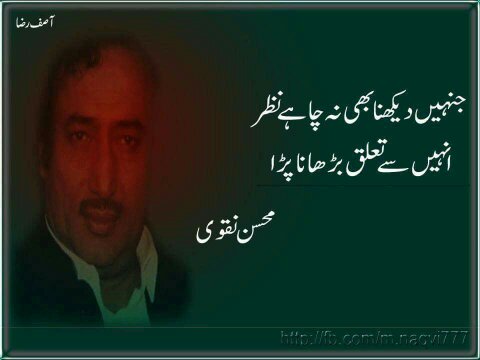 آصف رضا
جنہیں دیکھنا بھی نہ چاہے نظر
انہیں سے تعلق بڑھانا پڑا
محسن نقوی
http://fb.com/m.naqvi777